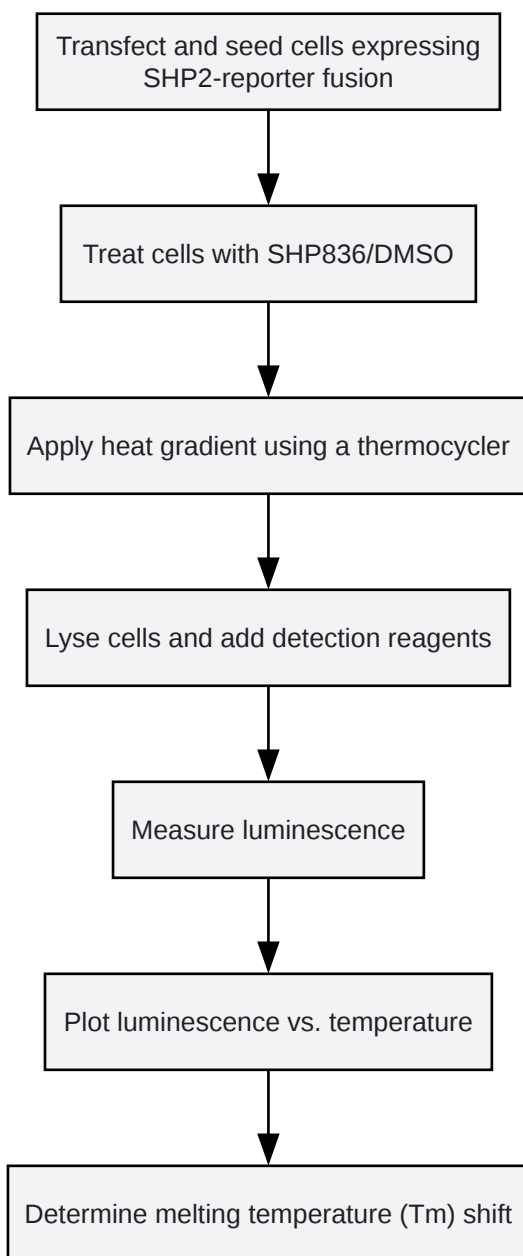 Transfect and seed cells expressing
SHP2-reporter fusion
Treat cells with SHP836/DMSO
Apply heat gradient using a thermocycler
Lyse cells and add detection reagents
Measure luminescence
Plot luminescence vs. temperature
Determine melting temperature (Tm) shift